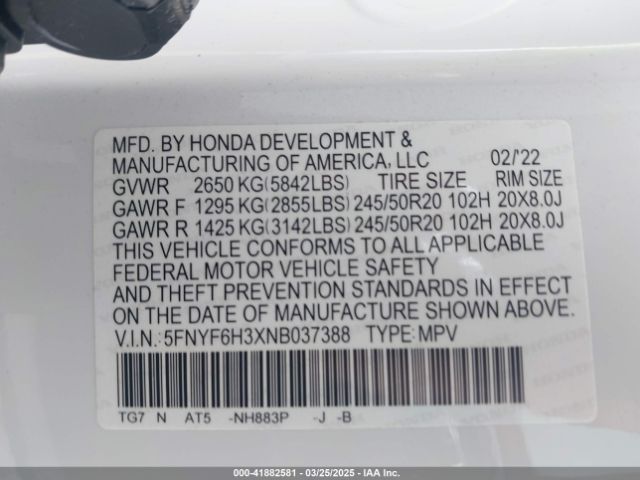 MFD. BY HONDA DEVELOPMENT &
MANUFACTURING OF AMERICA, LLC 02/'22
GVWR 2650 KG(5842LBS) TIRE SIZE RIM SIZE
GAWR F 1295 KG(2855LBS) 245/50R20 102H 20X8.0J
GAWR R 1425 KG(3142LBS) 245/50R20 102H 20X8.0J
THIS VEHICLE CONFORMS TO ALL APPLICABLE
FEDERAL MOTOR VEHICLE SAFETY
AND THEFT PREVENTION STANDARDS IN EFFECT
ON THE DATE OF MANUFACTURE SHOWN ABOVE.
V.I.N.:5FNYF6H3XNB037388 TYPE:MPV
TG7 N AT5 -NH883P -J -B
000-41882581 - 03/25/2025 - IAAI.COM